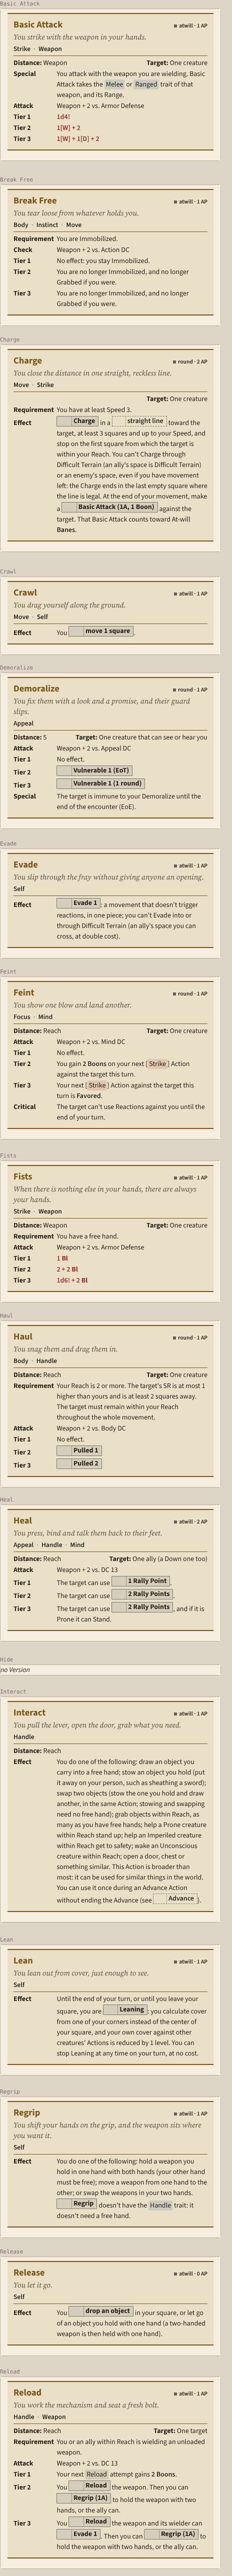 Basic Attack
Basic Attack ■ atwill · 1 AP
You strike with the weapon in your hands.
Strike · Weapon
Distance: Weapon Target: One creature
Special You attack with the weapon you are wielding. Basic
Attack takes the Melee or Ranged trait of that
weapon, and its Range.
Attack Weapon + 2 vs. Armor Defense
Tier 1 1d4!
Tier 2 1[W] + 2
Tier 3 1[W] + 1[D] + 2
Break Free
Break Free ■ atwill · 1 AP
You tear loose from whatever holds you.
Body · Instinct · Move
Requirement You are Immobilized.
Check Weapon + 2 vs. Action DC
Tier 1 No effect: you stay Immobilized.
Tier 2 You are no longer Immobilized, and no longer
Grabbed if you were.
Tier 3 You are no longer Immobilized, and no longer
Grabbed if you were.
Charge
Charge ■ round · 2 AP
You close the distance in one straight, reckless line.
Move · Strike
Target: One creature
Requirement You have at least Speed 3.
Effect Charge in a straight line toward the
target, at least 3 squares and up to your Speed, and
stop on the first square from which the target is
within your Reach. You can't Charge through
Difficult Terrain (an ally's space is Difficult Terrain)
or an enemy's space, even if you have movement
left: the Charge ends in the last empty square where
the line is legal. At the end of your movement, make
a Basic Attack (1A, 1 Boon) against the
target. That Basic Attack counts toward At-will
Banes.
Crawl
Crawl ■ atwill · 1 AP
You drag yourself along the ground.
Move · Self
Effect You move 1 square.
Demoralize
Demoralize ■ round · 1 AP
You fix them with a look and a promise, and their guard
slips.
Appeal
Distance: 5 Target: One creature that can see or hear you
Attack Weapon + 2 vs. Appeal DC
Tier 1 No effect.
Tier 2 Vulnerable 1 (EoT)
Tier 3 Vulnerable 1 (1 round)
Special The target is Immune to your Demoralize until the
end of the encounter (EoE).
Evade
Evade ■ atwill · 1 AP
You slip through the fray without giving anyone an opening.
Self
Effect Evade 1: a movement that doesn't trigger
reactions, in one piece; you can't Evade into or
through Difficult Terrain (an ally's space you can
cross, at double cost).
Feint
Feint ■ round · 1 AP
You show one blow and land another.
Focus · Mind
Distance: Reach Target: One creature
Attack Weapon + 2 vs. Mind DC
Tier 1 No effect.
Tier 2 You gain 2 Boons on your next [Strike] Action
against the target this turn.
Tier 3 Your next [Strike] Action against the target this
turn is Favored.
Critical The target can't use Reactions against you until the
end of your turn.
Fists
Fists ■ atwill · 1 AP
When there is nothing else in your hands, there are always
your hands.
Strike · Weapon
Distance: Weapon Target: One creature
Requirement You have a free hand.
Attack Weapon + 2 vs. Armor Defense
Tier 1 1 Bl
Tier 2 2 + 2 Bl
Tier 3 1d6! + 2 Bl
Haul
Haul ■ round · 1 AP
You snag them and drag them in.
Body · Handle
Requirement Your Reach is 2 or more. The target's SR is at most 1
higher than yours and is at least 2 squares away.
The target must remain within your Reach
throughout the whole movement.
Attack Weapon + 2 vs. Body DC
Tier 1 No effect.
Tier 2 Pulled 1
Tier 3 Pulled 2
Heal
Heal ■ atwill · 2 AP
You press, bind and talk them back to their feet.
Appeal · Handle · Mind
Distance: Reach Target: One ally (a Down one too)
Attack Weapon + 2 vs. DC 13
Tier 1 The target can use 1 Rally Point.
Tier 2 The target can use 2 Rally Points.
Tier 3 The target can use 2 Rally Points, and if it is
Prone it can Stand.
Hide
no Version
Interact
Interact ■ atwill · 1 AP
You pull the lever, open the door, grab what you need.
Handle
Distance: Reach
Effect You do one of the following: draw an object you
carry into a free hand; stow an object you hold (put
it away on your person, such as sheathing a sword);
swap two objects (stow the one you hold and draw
another, in the same Action; stowing and swapping
need no free hand); grab objects within Reach, as
many as you have free hands; help a Prone creature
within Reach stand up; help an Imperiled creature
within Reach get to safety; wake an Unconscious
creature within Reach; open a door, chest or
something similar. This Action is broader than
most: it can be used for similar things in the world.
You can use it once during an Advance Action
without ending the Advance (see Advance).
Lean
Lean ■ atwill · 1 AP
You lean out from cover, just enough to see.
Self
Effect Until the end of your turn, or until you leave your
square, you are Leaning: you calculate cover
from one of your corners instead of the center of
your square, and your own cover against other
creatures' Actions is reduced by 1 level. You can
stop Leaning at any time on your turn, at no cost.
Regrip
Regrip ■ atwill · 1 AP
You shift your hands on the grip, and the weapon sits where
you want it.
Self
Effect You do one of the following: hold a weapon you
hold in one hand with both hands (your other hand
must be free); move a weapon from one hand to the
other; or swap the weapons in your two hands.
Regrip doesn't have the Handle trait: it
doesn't need a free hand.
Release
Release ■ atwill · 0 AP
You let it go.
Self
Effect You drop an object in your square, or let go
of an object you hold with one hand (a two-handed
weapon is then held with one hand).
Reload
Reload ■ atwill · 1 AP
You work the mechanism and seat a fresh bolt.
Handle · Weapon
Distance: Reach Target: One target
Requirement You or an ally within Reach is wielding an unloaded
weapon.
Attack Weapon + 2 vs. DC 13
Tier 1 Your next Reload attempt gains 2 Boons.
Tier 2 You Reload the weapon. Then you can
Regrip (1A) to hold the weapon with two
hands, or the ally can.
Tier 3 You Reload the weapon and its wielder can
Evade 1. Then you can Regrip (1A) to
hold the weapon with two hands, or the ally can.